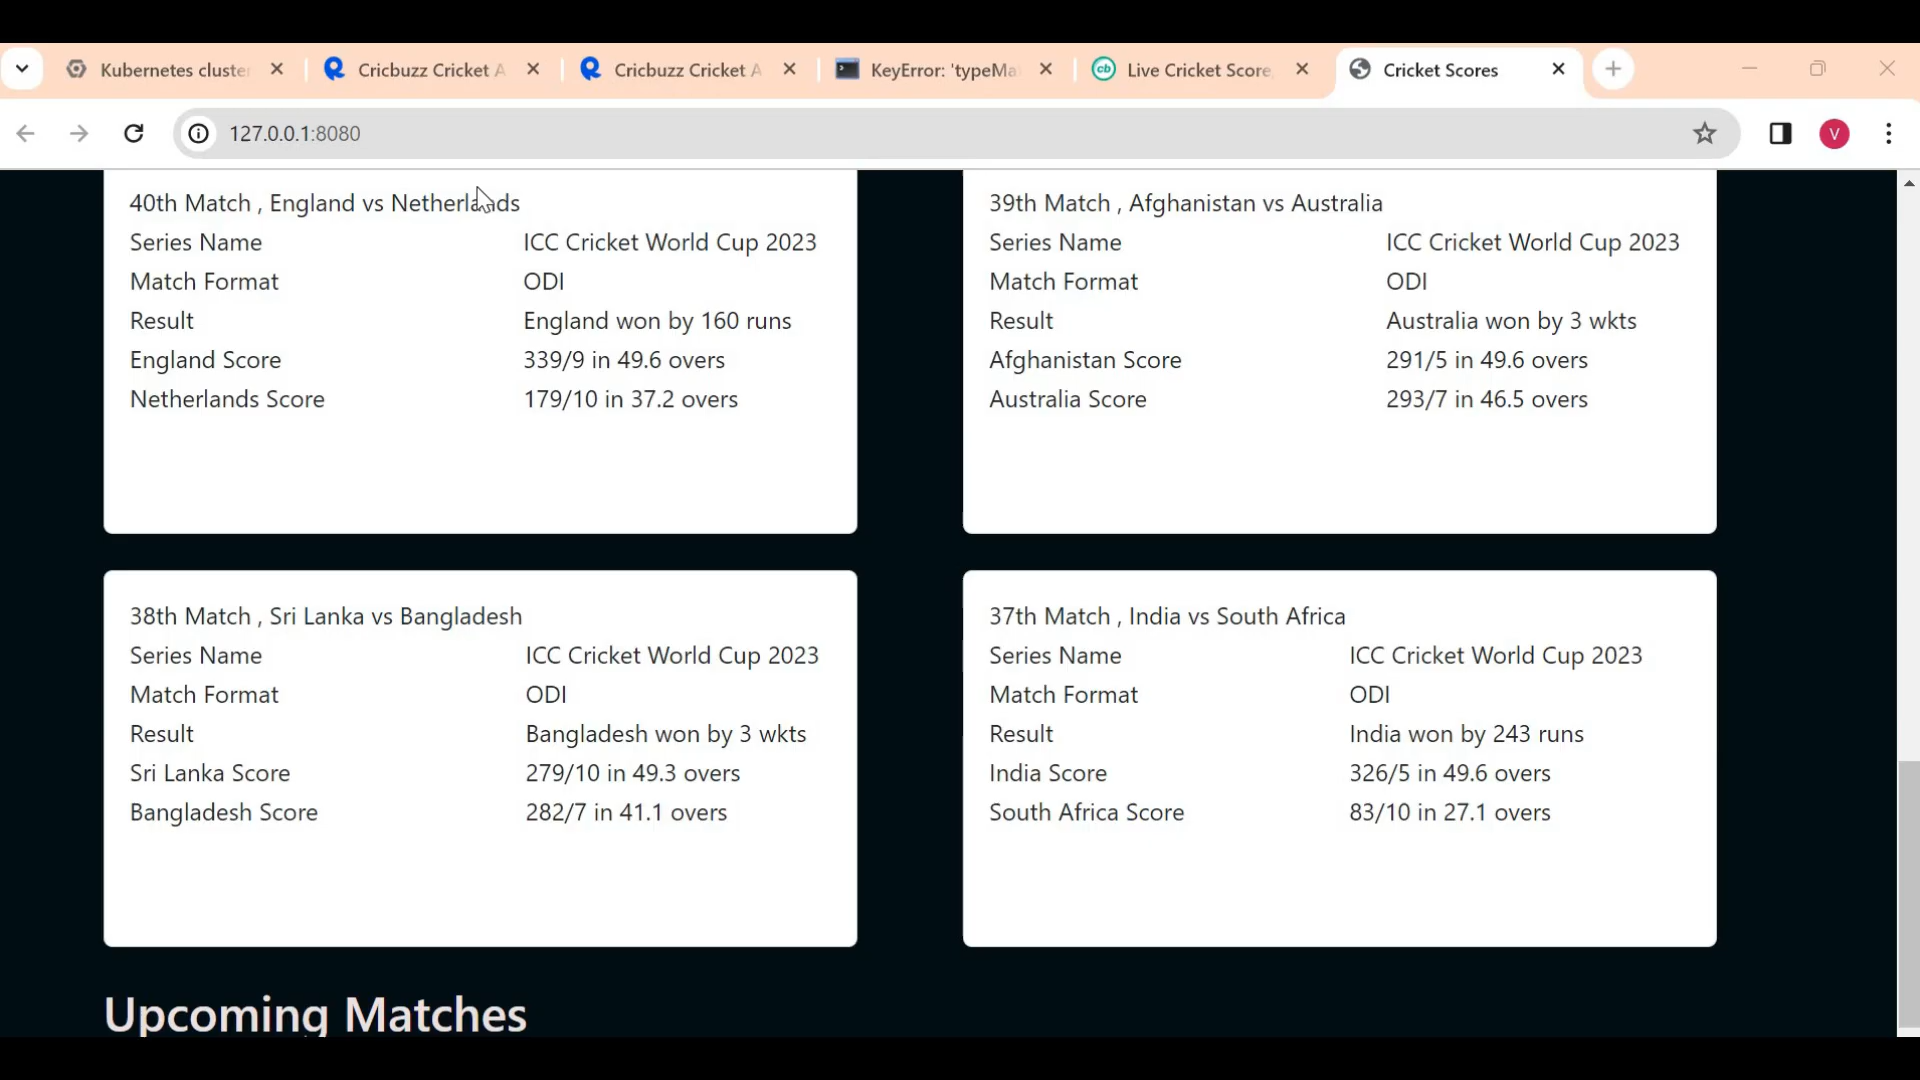 Kubernetes cluste
Cricbuzz Cricket A
Cricbuzz Cricket A
KeyError: 'typeMa
cb
Live Cricket Score,
Cricket Scores
127.0.0.1:8080
V
40th Match , England vs Netherlands
Series Name ICC Cricket World Cup 2023
Match Format ODI
Result England won by 160 runs
England Score 339/9 in 49.6 overs
Netherlands Score 179/10 in 37.2 overs
39th Match , Afghanistan vs Australia
Series Name ICC Cricket World Cup 2023
Match Format ODI
Result Australia won by 3 wkts
Afghanistan Score 291/5 in 49.6 overs
Australia Score 293/7 in 46.5 overs
38th Match , Sri Lanka vs Bangladesh
Series Name ICC Cricket World Cup 2023
Match Format ODI
Result Bangladesh won by 3 wkts
Sri Lanka Score 279/10 in 49.3 overs
Bangladesh Score 282/7 in 41.1 overs
37th Match , India vs South Africa
Series Name ICC Cricket World Cup 2023
Match Format ODI
Result India won by 243 runs
India Score 326/5 in 49.6 overs
South Africa Score 83/10 in 27.1 overs
Upcoming Matches